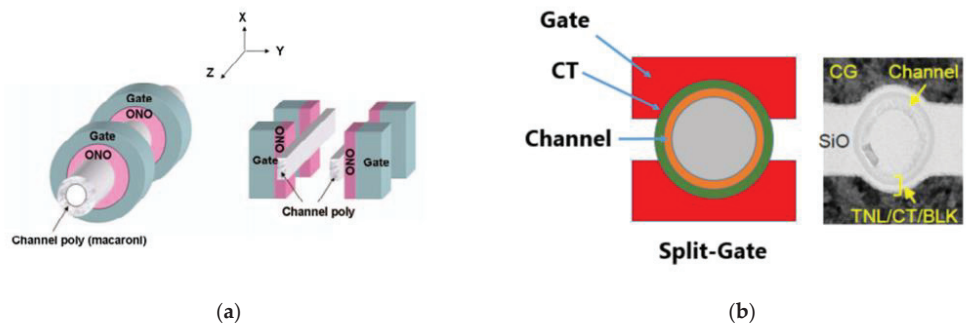 X
Y
Z
Gate
ONO
Gate
ONO
Channel poly (macaroni)
Gate
ONO
ONO
Gate
Channel poly
(a)
Gate
CT
Channel
Split-Gate
CG
Channel
SiO
TNL/CT/BLK
(b)